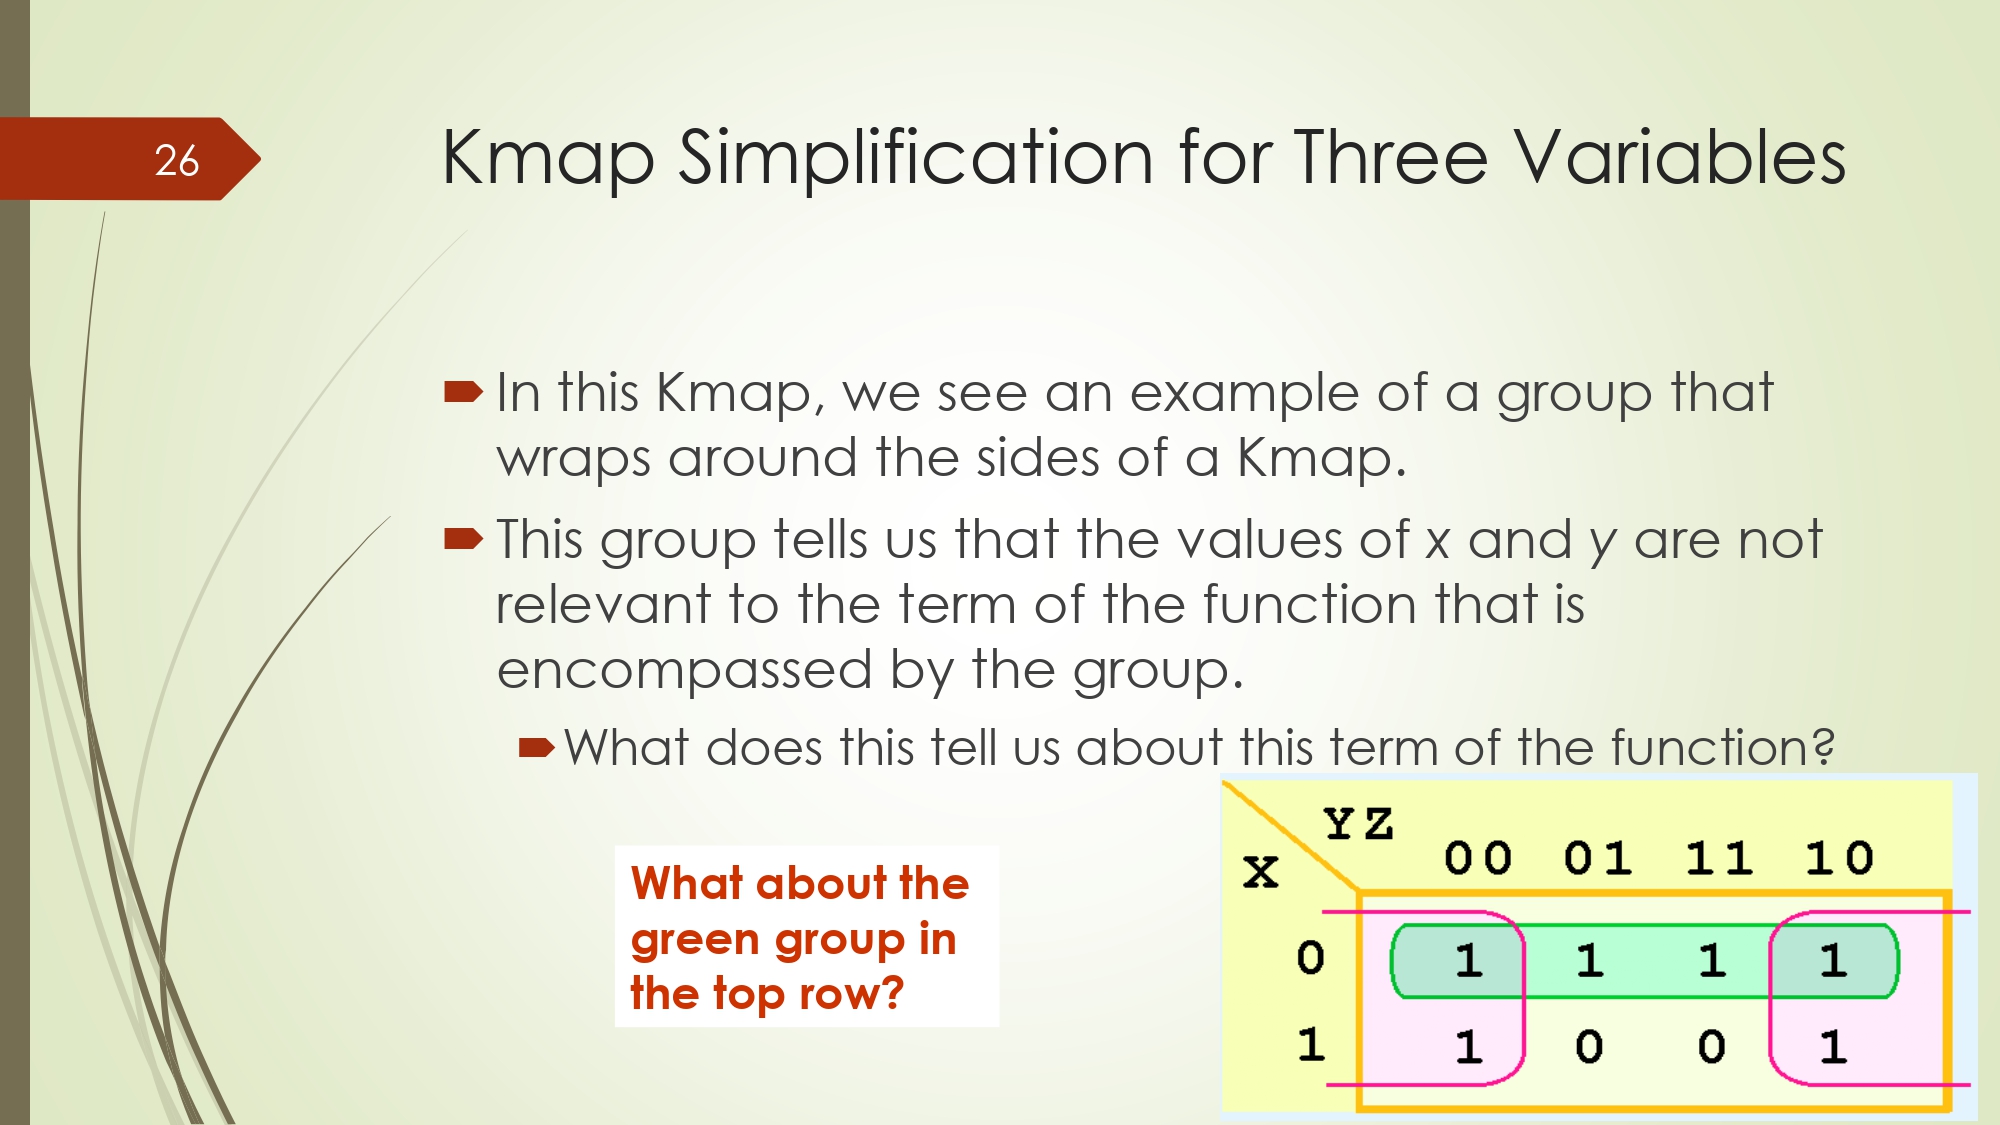 26
Kmap Simplification for Three Variables
In this Kmap, we see an example of a group that
wraps around the sides of a Kmap.
This group tells us that the values of x and y are not
relevant to the term of the function that is
encompassed by the group.
What does this tell us about this term of the function?
What about the
green group in
the top row?
YZ
X
00 01 11 10
0 1 1 1 1
1 1 0 0 1